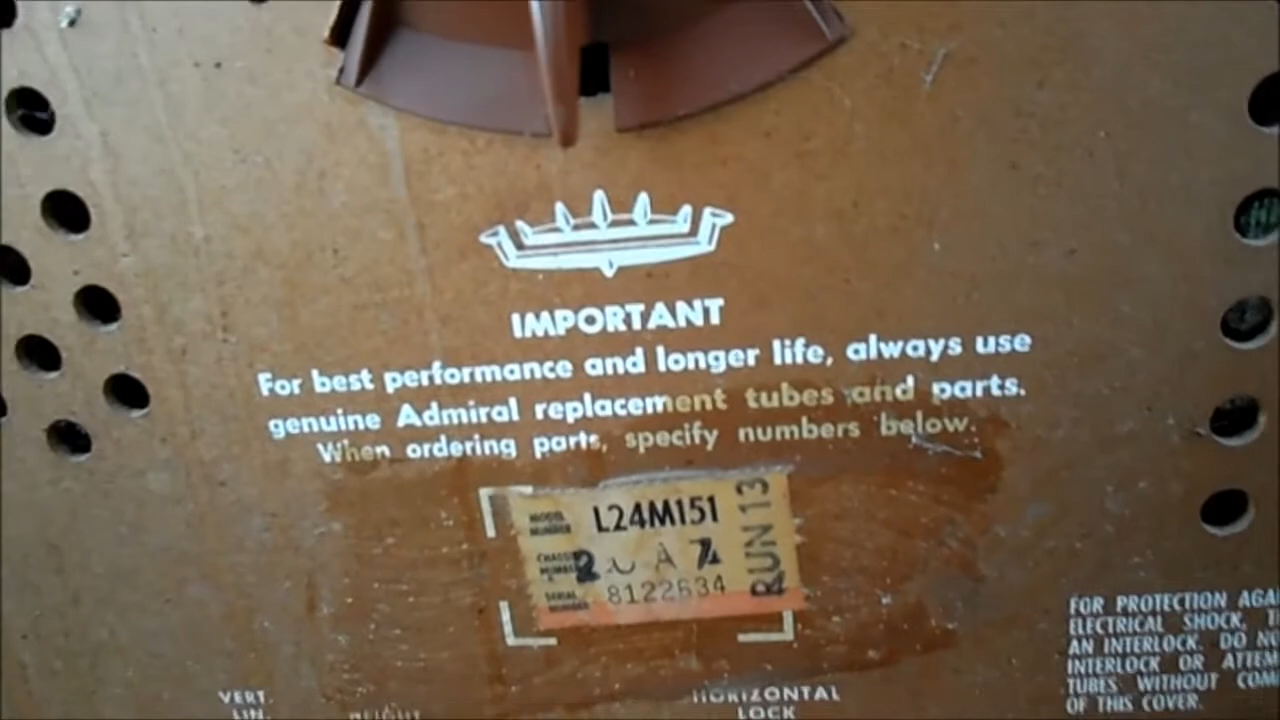 IMPORTANT
For best performance and longer life, always use
genuine Admiral replacement tubes and parts.
When ordering parts, specify numbers below.
MODEL NUMBER L24M151
CHASSIS NUMBER
SERIAL NUMBER 8122634
RUN 13
FOR PROTECTION
ELECTRICAL SHOCK,
AN INTERLOCK. DO
INTERLOCK OR
TUBES WITHOUT
OF THIS COVER.
VERT.
LIN.
HEIGHT
HORIZONTAL
LOCK